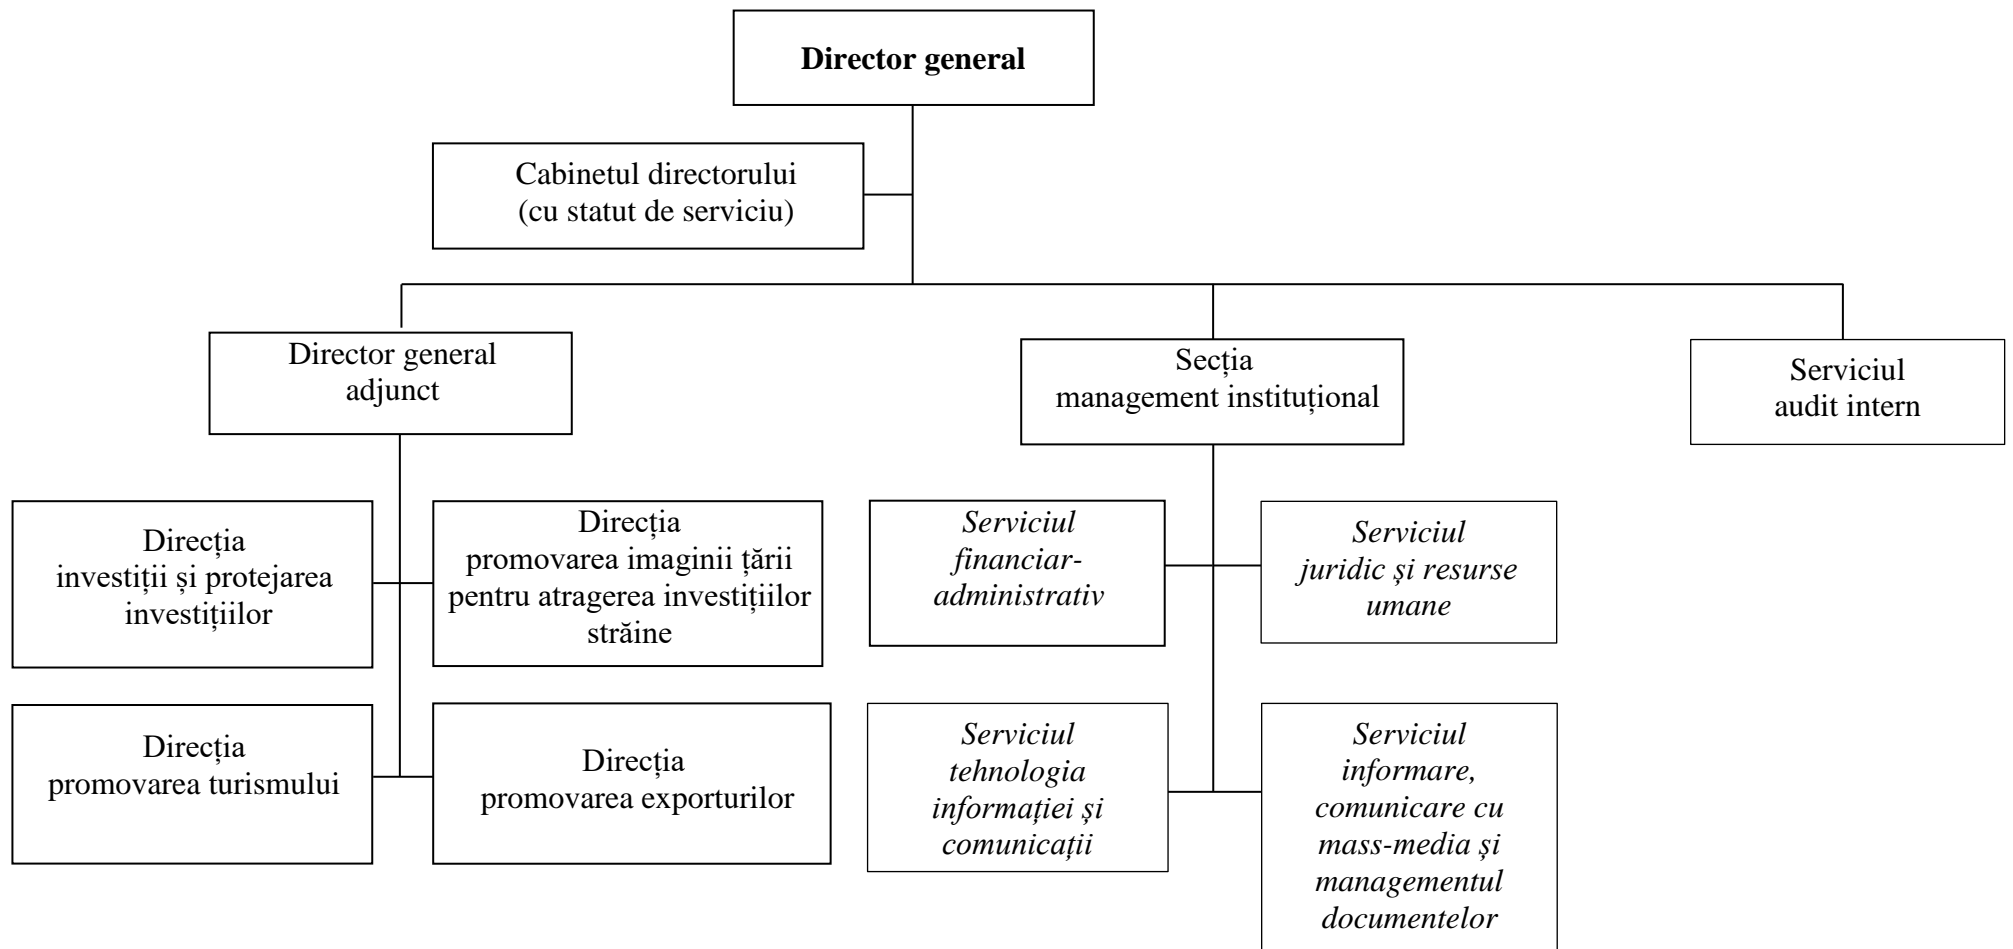 Director general
Cabinetul directorului
(cu statut de serviciu)
Director general
adjunct
Secția
management instituțional
Serviciul
audit intern
Direcția
investiții și protejarea
investițiilor
Direcția
promovarea imaginii țării
pentru atragerea investițiilor
străine
Serviciul
financiar-
administrativ
Serviciul
juridic și resurse
umane
Direcția
promovarea turismului
Direcția
promovarea exporturilor
Serviciul
tehnologia
informației și
comunicații
Serviciul
informare,
comunicare cu
mass-media și
managementul
documentelor